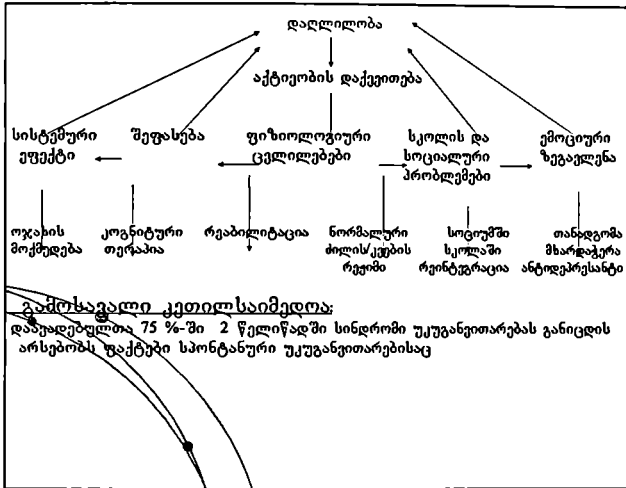 დაღლილობა
აქტივობის დაქვეითება
სისტემური ეფექტი
შეფასება
ფიზიოლოგიური ცვლილებები
სკოლის და სოციალური პრობლემები
ემოციური ზეგავლენა
ოჯახის მოქმედება
კოგნიტური თერაპია
რეაბილიტაცია
ნორმალური ძილის/კვების რეჟიმი
სოციუმში სკოლაში რეინტეგრაცია
თანადგომა მხარდაჭერა ანტიდეპრესანტი
გამოსავალი კეთილსაიმედოა:
დაავადებულთა 75 %-ში 2 წელიწადში სინდრომი უკუგანვითარებას განიცდის
არსებობს ფაქტები სპონტანური უკუგანვითარებისაც